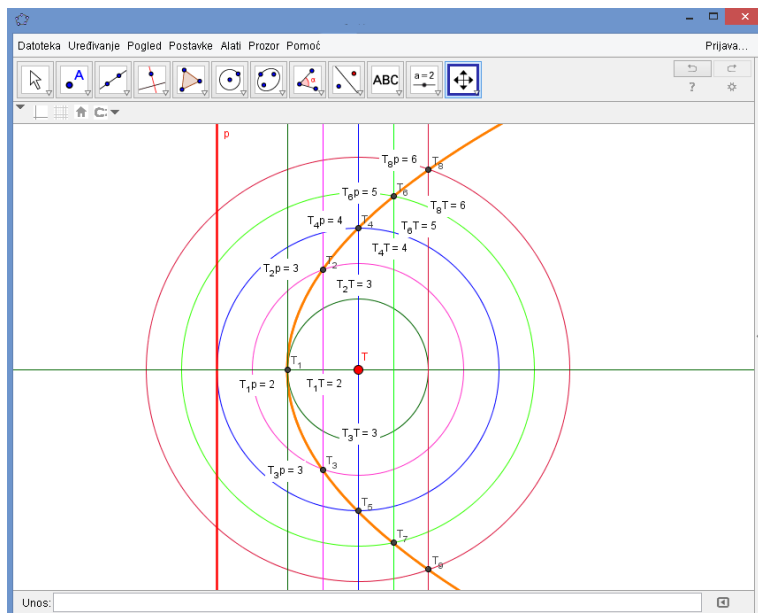 Datoteka Uređivanje Pogled Postavke Alati Prozor Pomoć Prijava...
A ABC a = 2
α
?
p
T₈p = 6 T₈
T₆p = 5 T₆
T₈T = 6
T₄p = 4 T₄ T₆T = 5
T₄T = 4
T₂p = 3 T₂
T₂T = 3
T₁ T
T₁p = 2 T₁T = 2
T₃T = 3
T₃p = 3 T₃
T₅
T₇
T₉
Unos: